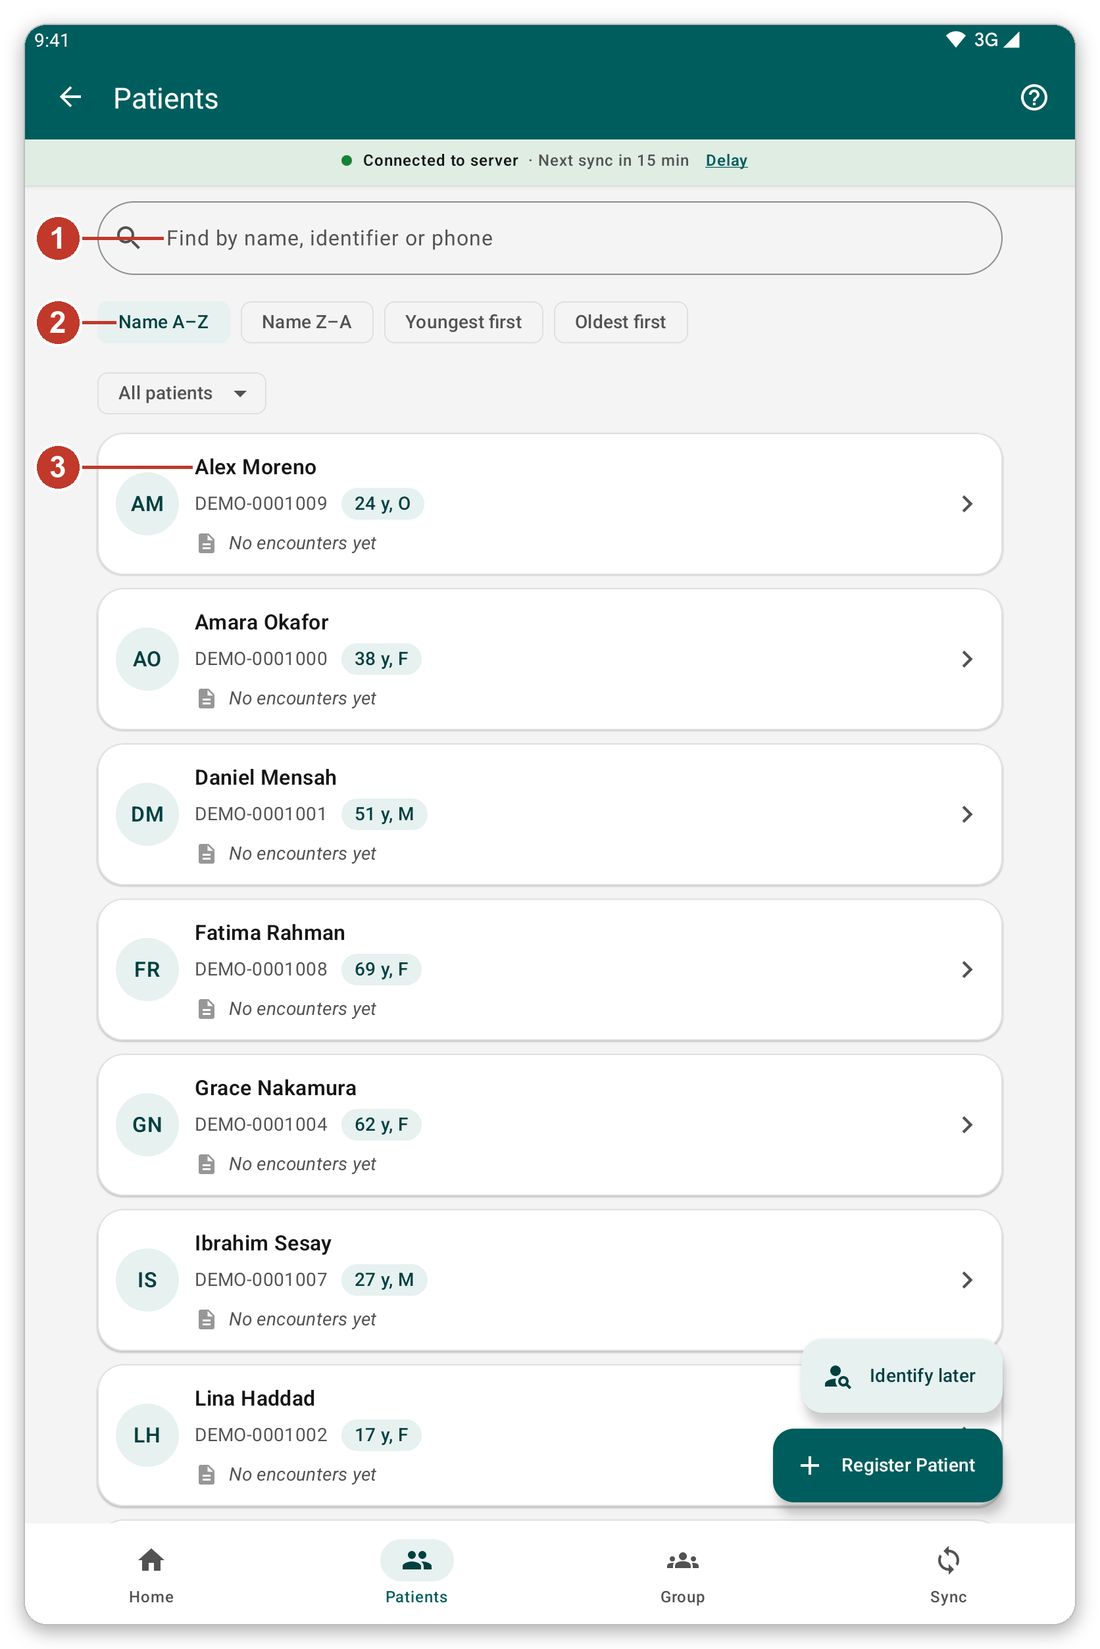 9:41
3G
Patients
Connected to server · Next sync in 15 min Delay
1
Find by name, identifier or phone
2
Name A–Z
Name Z–A
Youngest first
Oldest first
All patients
3
Alex Moreno
AM
DEMO-0001009
24 y, O
No encounters yet
Amara Okafor
AO
DEMO-0001000
38 y, F
No encounters yet
Daniel Mensah
DM
DEMO-0001001
51 y, M
No encounters yet
Fatima Rahman
FR
DEMO-0001008
69 y, F
No encounters yet
Grace Nakamura
GN
DEMO-0001004
62 y, F
No encounters yet
Ibrahim Sesay
IS
DEMO-0001007
27 y, M
No encounters yet
Identify later
Lina Haddad
LH
DEMO-0001002
17 y, F
No encounters yet
Register Patient
Home
Patients
Group
Sync